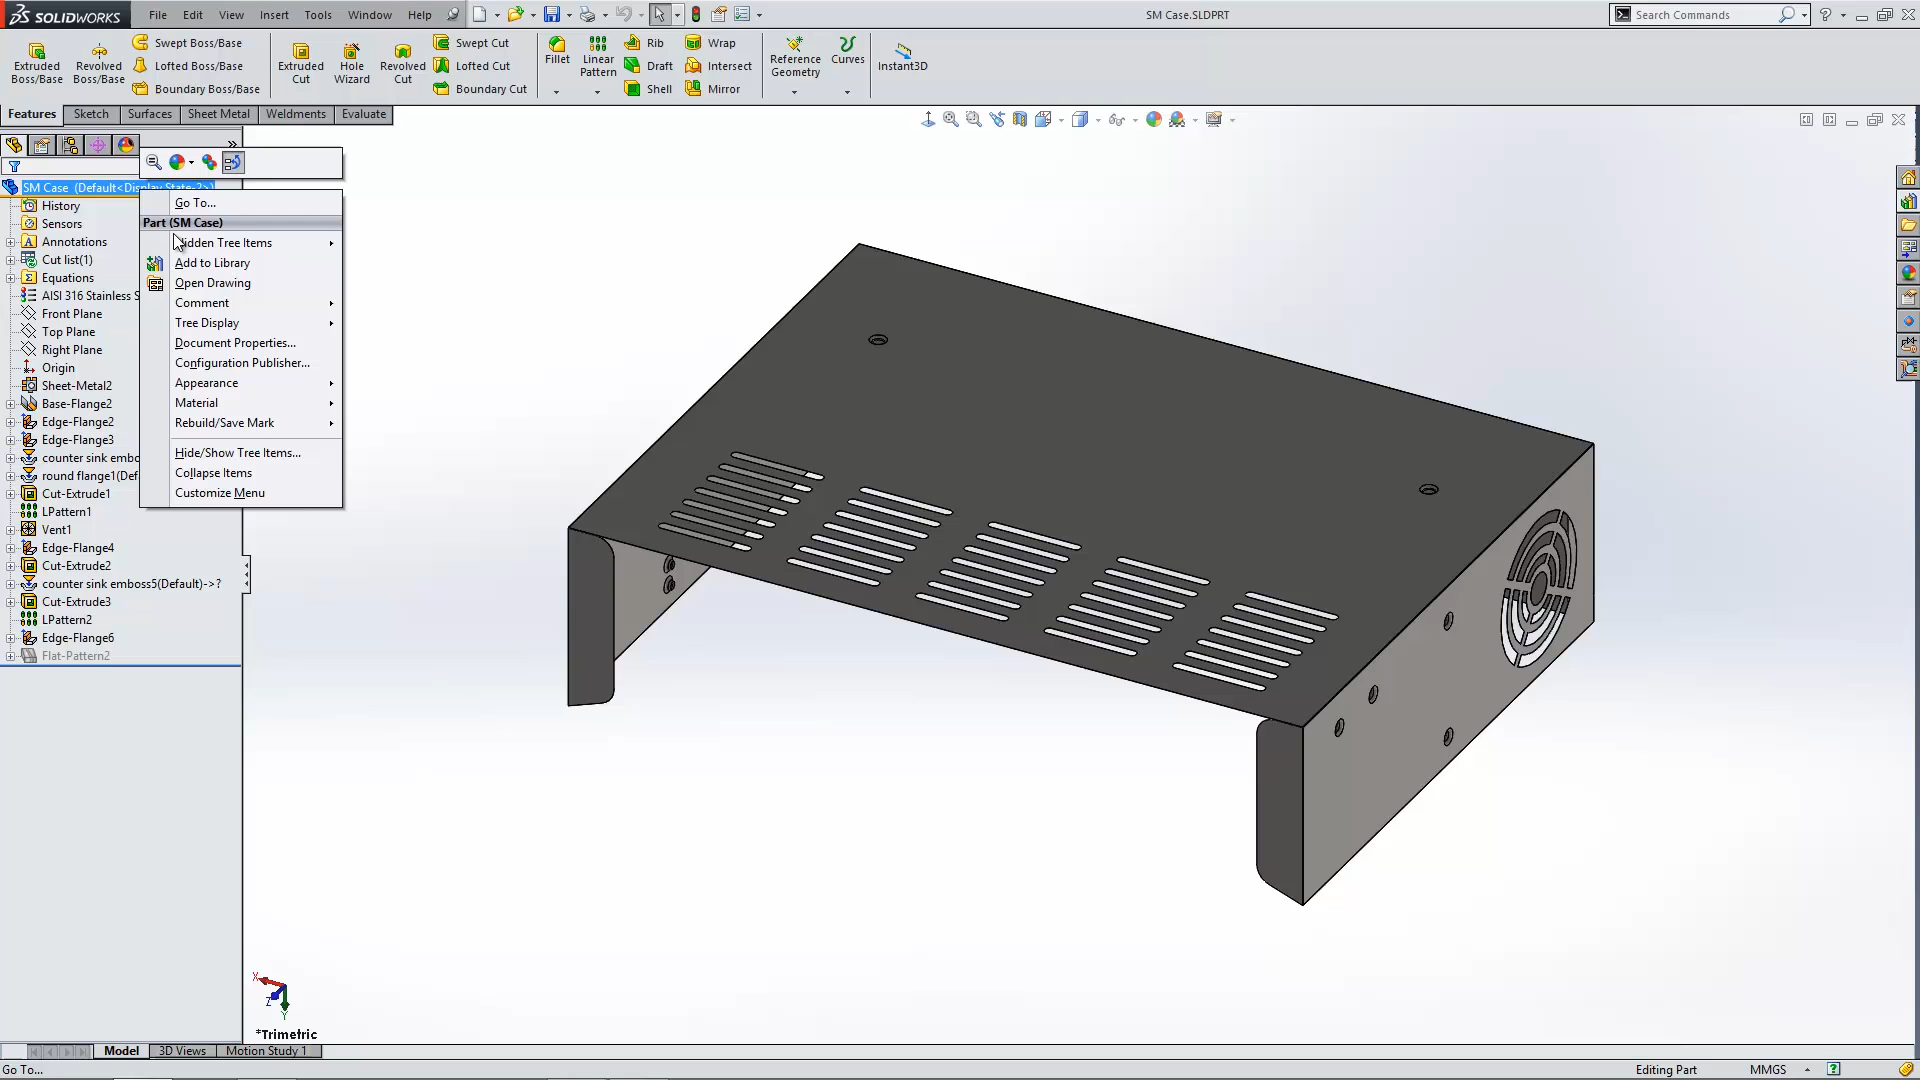 SOLIDWORKS
File Edit View Insert Tools Window Help
SM Case.SLDPRT
Search Commands
Extruded Boss/Base
Revolved Boss/Base
Swept Boss/Base
Lofted Boss/Base
Boundary Boss/Base
Extruded Cut
Hole Wizard
Revolved Cut
Swept Cut
Lofted Cut
Boundary Cut
Fillet
Linear Pattern
Rib
Draft
Shell
Wrap
Intersect
Mirror
Reference Geometry
Curves
Instant3D
Features Sketch Surfaces Sheet Metal Weldments Evaluate
SM Case (Default<Display State-2>)
History
Sensors
Annotations
Cut list(1)
Equations
AISI 316 Stainless S
Front Plane
Top Plane
Right Plane
Origin
Sheet-Metal2
Base-Flange2
Edge-Flange2
Edge-Flange3
counter sink embo
round flange1(Def
Cut-Extrude1
LPattern1
Vent1
Edge-Flange4
Cut-Extrude2
counter sink emboss5(Default)->?
Cut-Extrude3
LPattern2
Edge-Flange6
Flat-Pattern2
Go To...
Part (SM Case)
Hidden Tree Items
Add to Library
Open Drawing
Comment
Tree Display
Document Properties...
Configuration Publisher...
Appearance
Material
Rebuild/Save Mark
Hide/Show Tree Items...
Collapse Items
Customize Menu
X
Z
Y
*Trimetric
Model 3D Views Motion Study 1
Go To...
Editing Part
MMGS